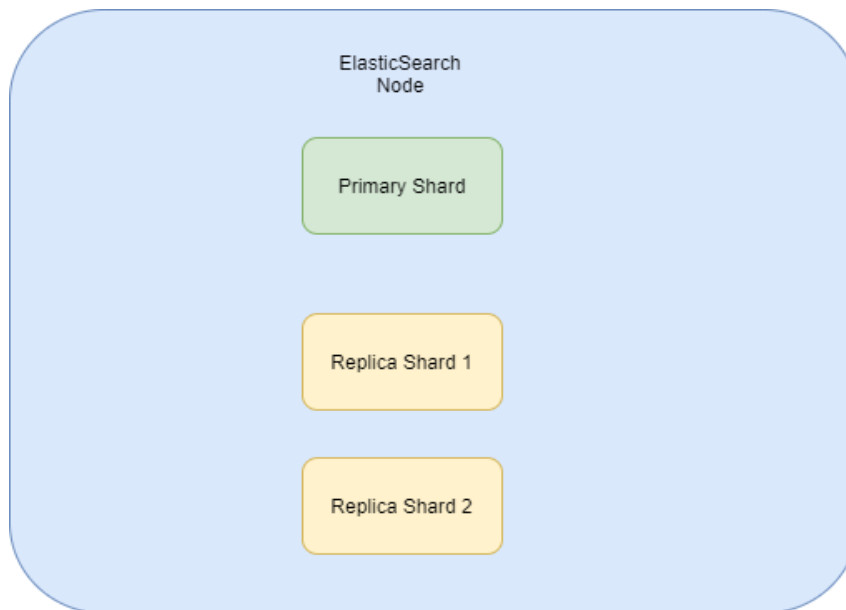 ElasticSearch
Node
Primary Shard
Replica Shard 1
Replica Shard 2